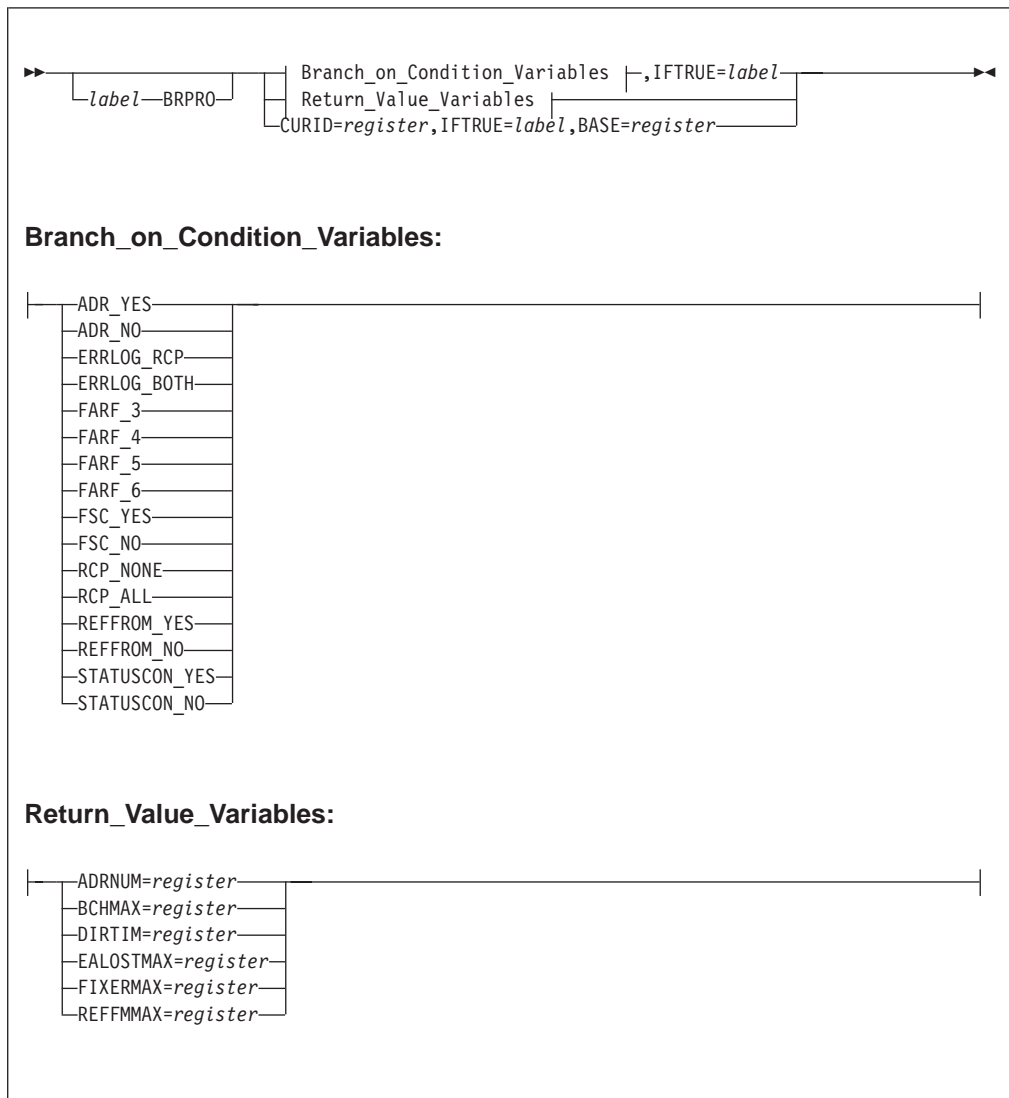 Branch_on_Condition_Variables ,IFTRUE=label
label BRPRO Return_Value_Variables
CURID=register,IFTRUE=label,BASE=register
Branch_on_Condition_Variables:
ADR_YES
ADR_NO
ERRLOG_RCP
ERRLOG_BOTH
FARF_3
FARF_4
FARF_5
FARF_6
FSC_YES
FSC_NO
RCP_NONE
RCP_ALL
REFFROM_YES
REFFROM_NO
STATUSCON_YES
STATUSCON_NO
Return_Value_Variables:
ADRNUM=register
BCHMAX=register
DIRTIM=register
EALOSTMAX=register
FIXERMAX=register
REFFMMAX=register